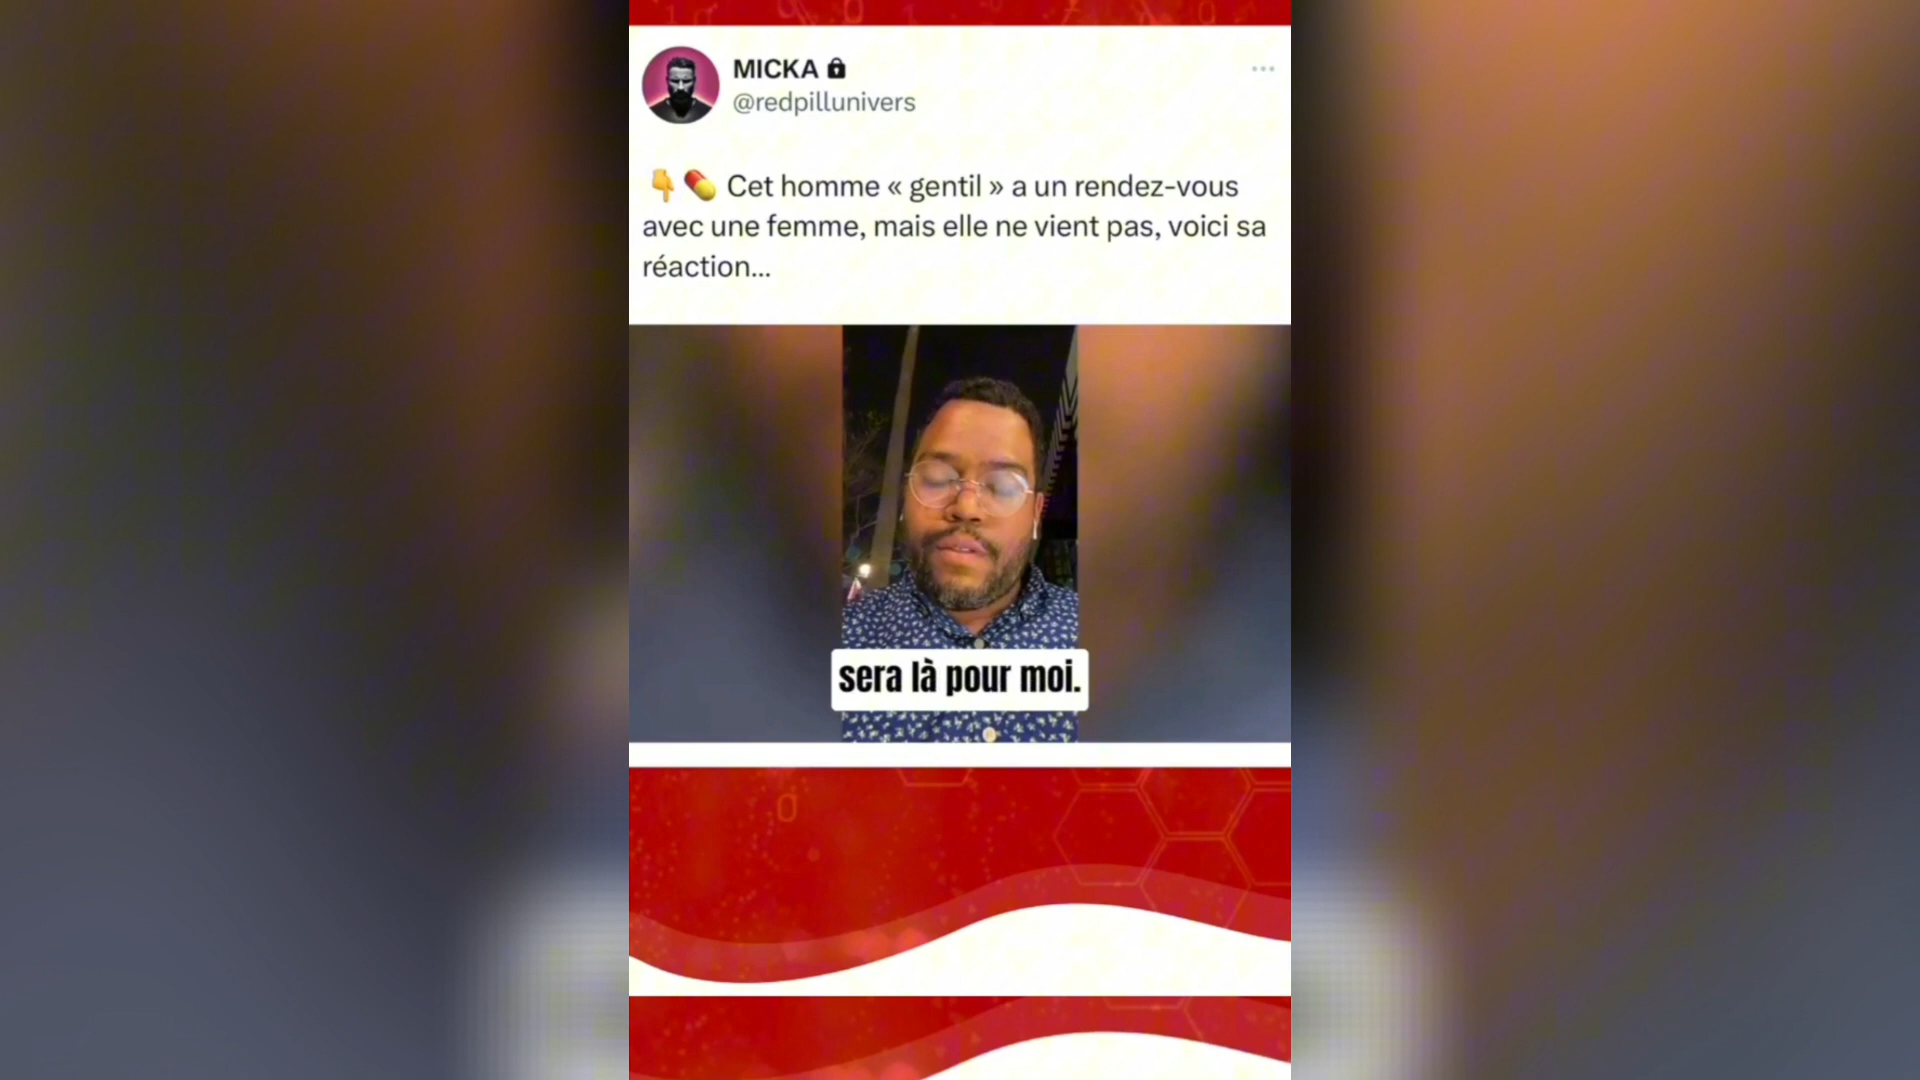 MICKA
@redpillunivers
Cet homme « gentil » a un rendez-vous
avec une femme, mais elle ne vient pas, voici sa
réaction...
sera là pour moi.